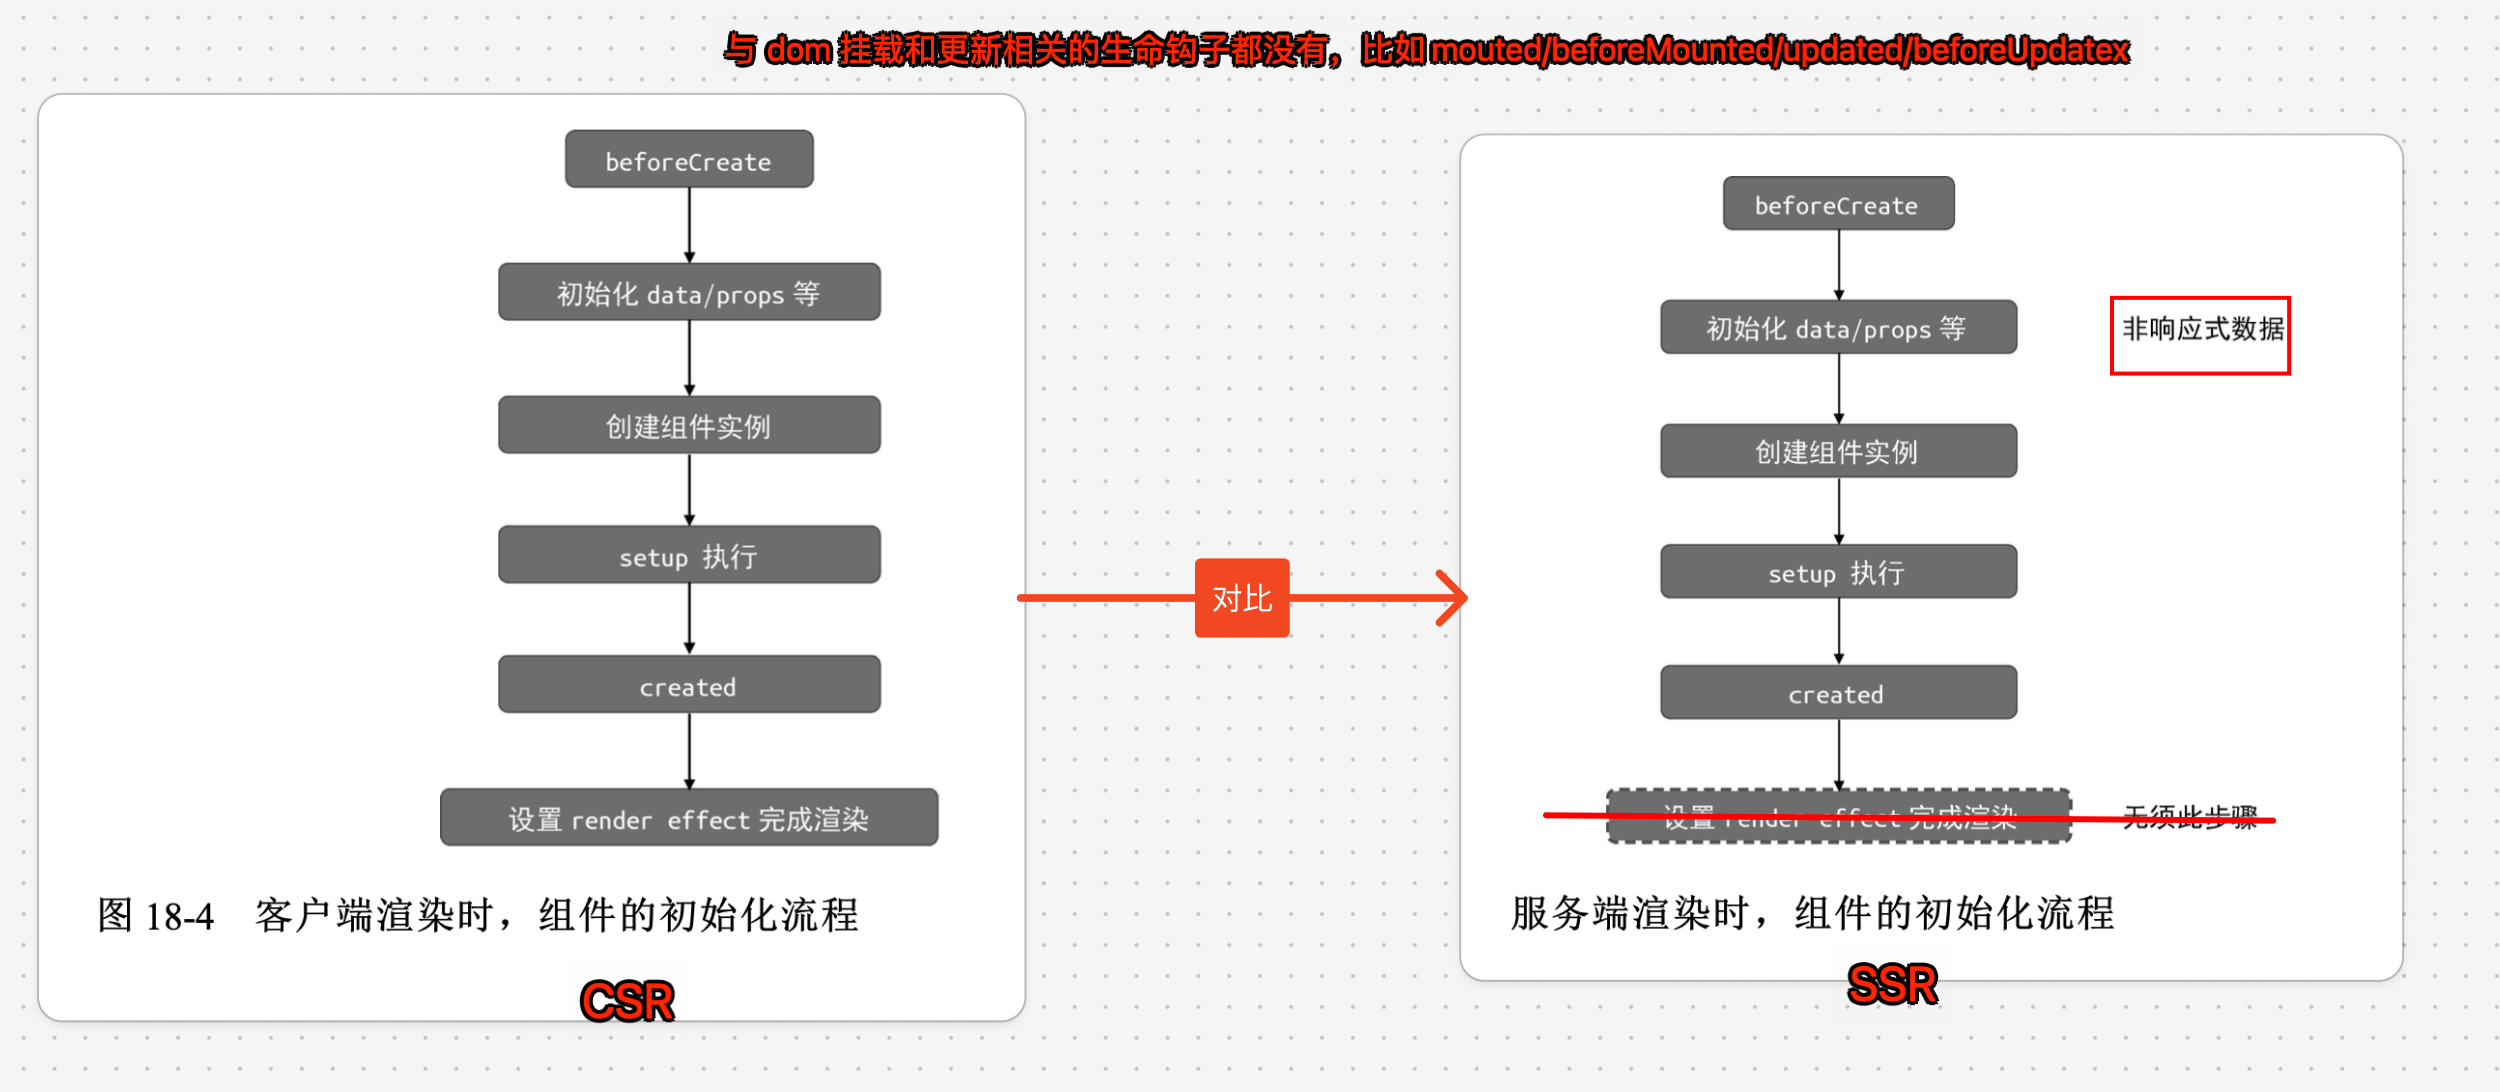 与 dom 挂载和更新相关的生命钩子都没有，比如 mouted/beforeMounted/updated/beforeUpdatex
beforeCreate
初始化 data/props 等
创建组件实例
setup 执行
created
设置 render effect 完成渲染
图 18-4 客户端渲染时，组件的初始化流程
CSR
对比
beforeCreate
初始化 data/props 等
非响应式数据
创建组件实例
setup 执行
created
设置 render effect 完成渲染
无须此步骤
服务端渲染时，组件的初始化流程
SSR